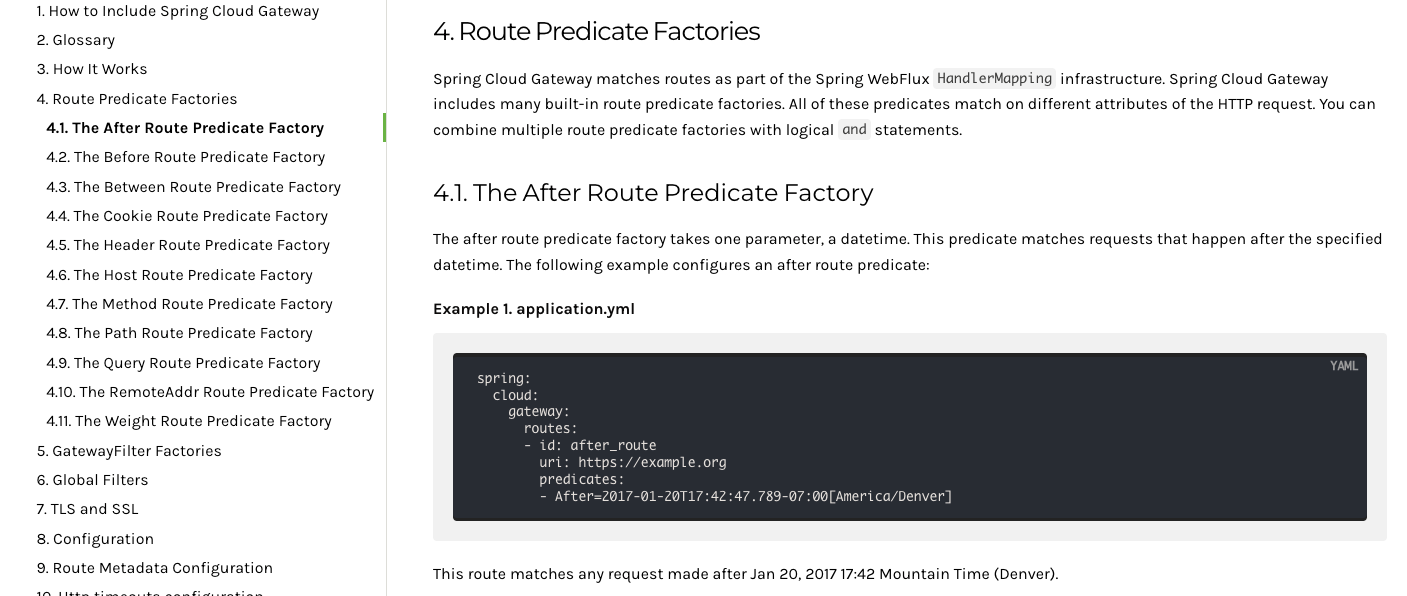 1. How to Include Spring Cloud Gateway
2. Glossary
3. How It Works
4. Route Predicate Factories
4.1. The After Route Predicate Factory
4.2. The Before Route Predicate Factory
4.3. The Between Route Predicate Factory
4.4. The Cookie Route Predicate Factory
4.5. The Header Route Predicate Factory
4.6. The Host Route Predicate Factory
4.7. The Method Route Predicate Factory
4.8. The Path Route Predicate Factory
4.9. The Query Route Predicate Factory
4.10. The RemoteAddr Route Predicate Factory
4.11. The Weight Route Predicate Factory
5. GatewayFilter Factories
6. Global Filters
7. TLS and SSL
8. Configuration
9. Route Metadata Configuration
10. Http timeouts configuration
4. Route Predicate Factories
Spring Cloud Gateway matches routes as part of the Spring WebFlux HandlerMapping infrastructure. Spring Cloud Gateway
includes many built-in route predicate factories. All of these predicates match on different attributes of the HTTP request. You can
combine multiple route predicate factories with logical and statements.
4.1. The After Route Predicate Factory
The after route predicate factory takes one parameter, a datetime. This predicate matches requests that happen after the specified
datetime. The following example configures an after route predicate:
Example 1. application.yml
YAML
spring:
  cloud:
    gateway:
      routes:
      - id: after_route
        uri: https://example.org
        predicates:
        - After=2017-01-20T17:42:47.789-07:00[America/Denver]
This route matches any request made after Jan 20, 2017 17:42 Mountain Time (Denver).